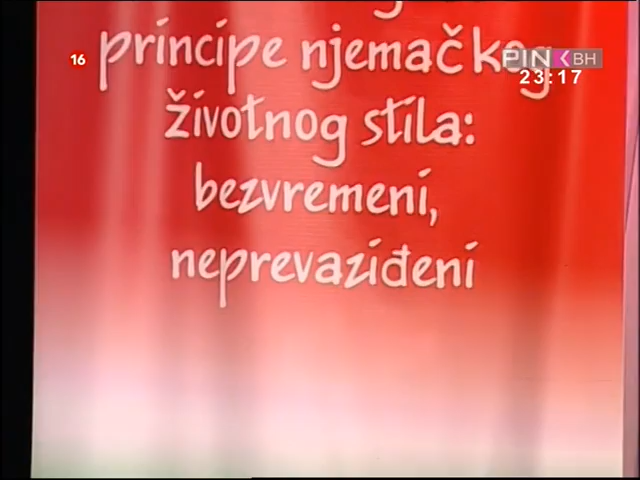 principe njemačkog
životnog stila:
bezvremeni,
neprevaziđeni
16
PINK BH
23:17